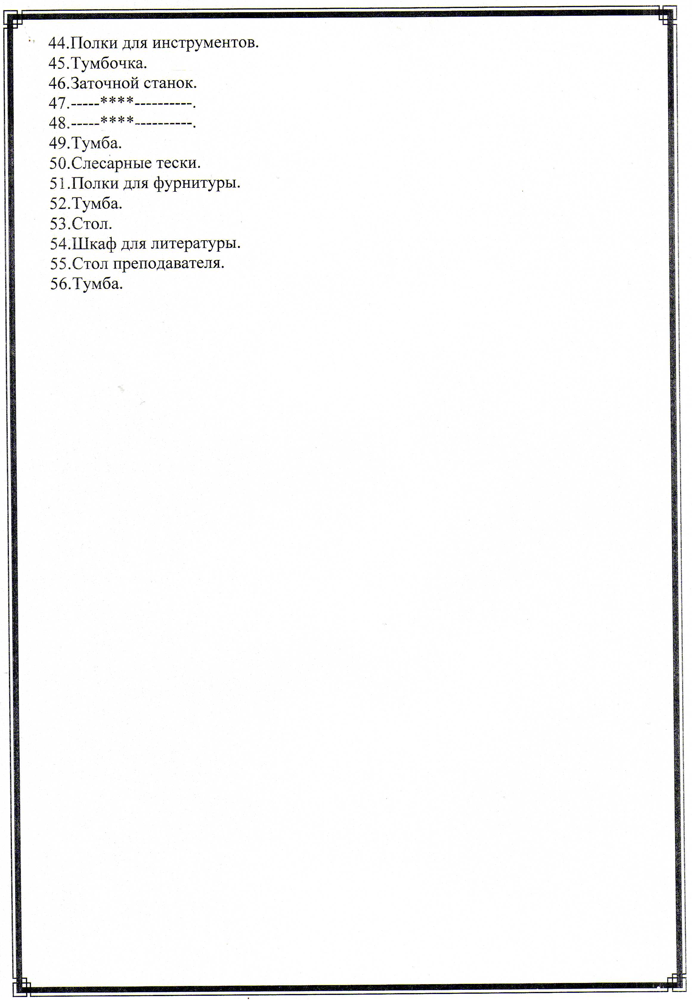 44.Полки для инструментов.
45.Тумбочка.
46.Заточной станок.
47.-----****----------.
48.-----****----------.
49.Тумба.
50.Слесарные тески.
51.Полки для фурнитуры.
52.Тумба.
53.Стол.
54.Шкаф для литературы.
55.Стол преподавателя.
56.Тумба.